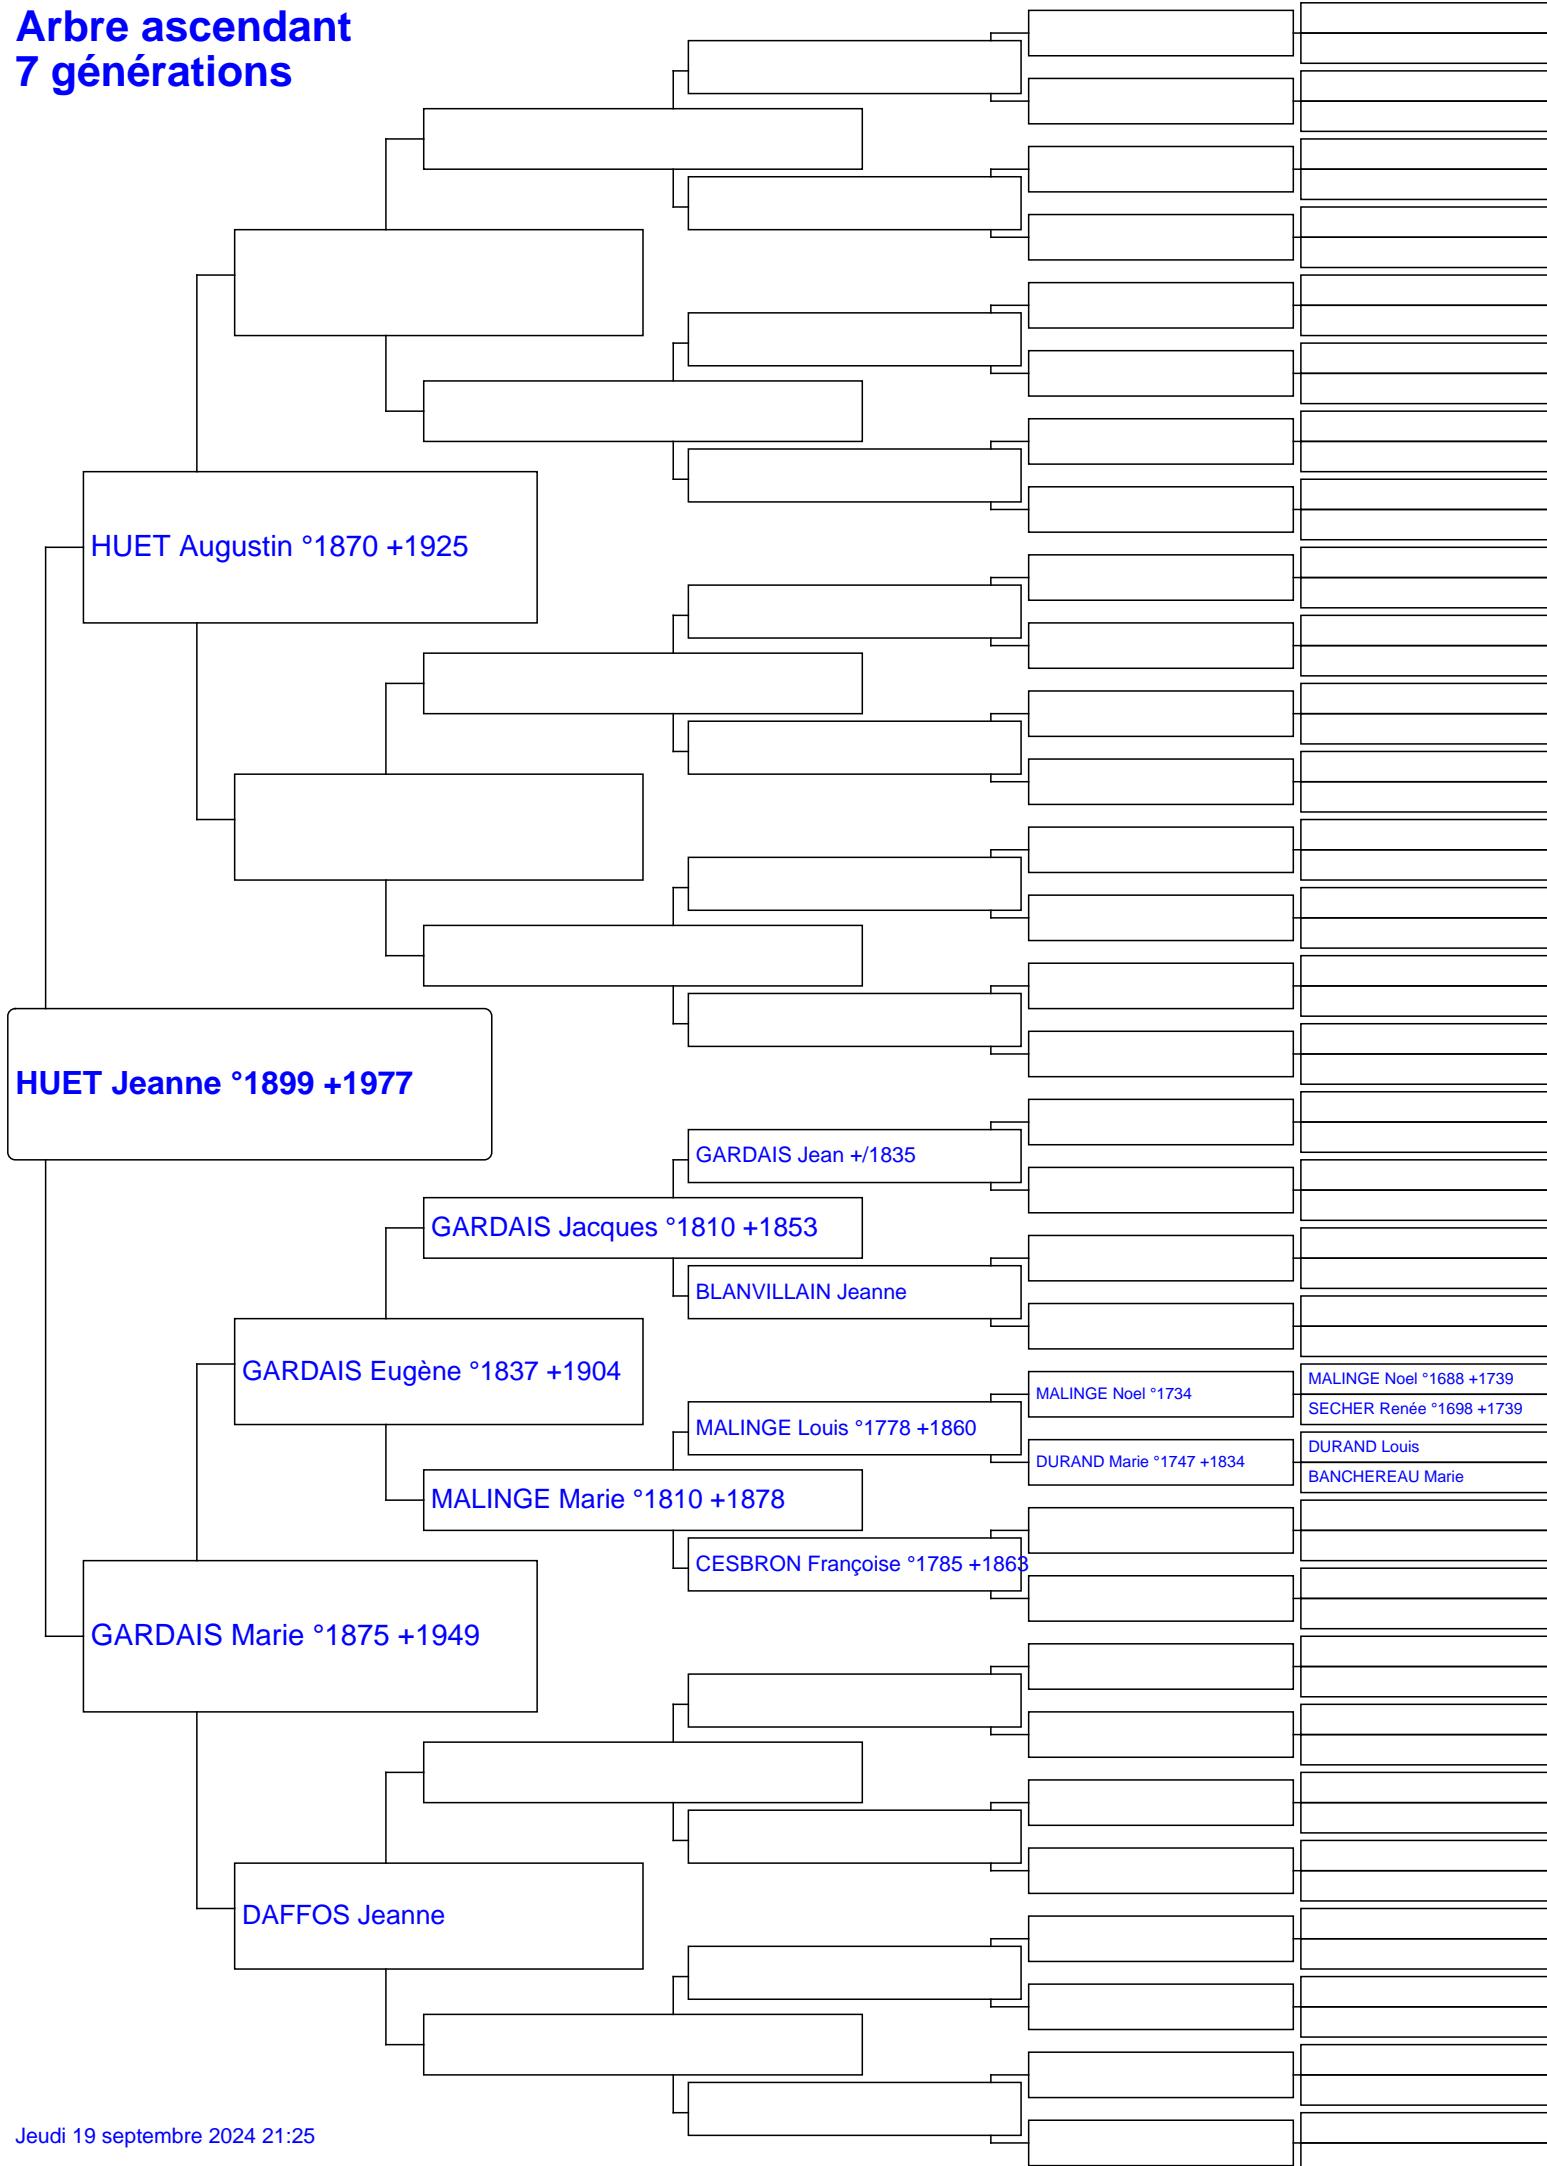 Arbre ascendant
7 générations
HUET Augustin °1870 +1925
HUET Jeanne °1899 +1977
GARDAIS Jean +/1835
GARDAIS Jacques °1810 +1853
BLANVILLAIN Jeanne
GARDAIS Eugène °1837 +1904
MALINGE Noel °1688 +1739
MALINGE Noel °1734
SECHER Renée °1698 +1739
MALINGE Louis °1778 +1860
DURAND Louis
DURAND Marie °1747 +1834
BANCHEREAU Marie
MALINGE Marie °1810 +1878
CESBRON Françoise °1785 +1863
GARDAIS Marie °1875 +1949
DAFFOS Jeanne
Jeudi 19 septembre 2024 21:25